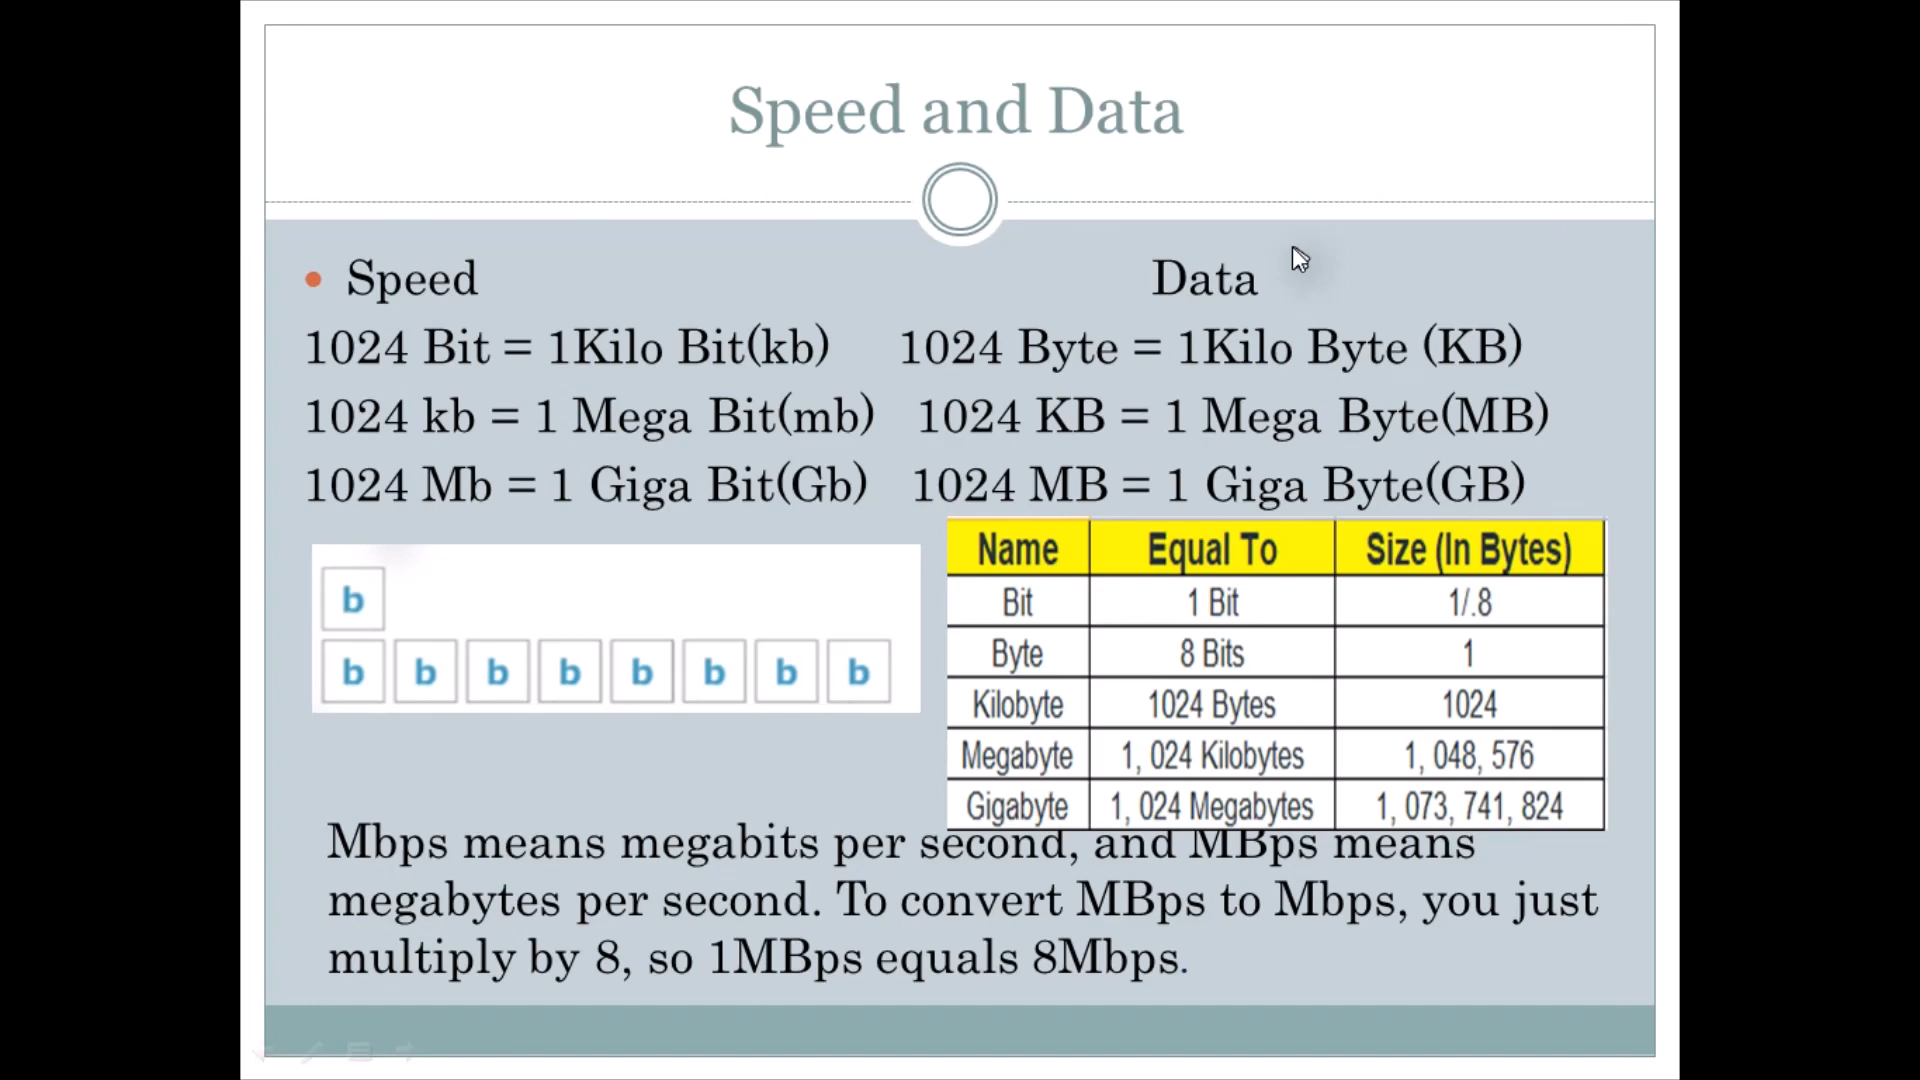 Speed and Data
Speed Data
1024 Bit = 1Kilo Bit(kb) 1024 Byte = 1Kilo Byte (KB)
1024 kb = 1 Mega Bit(mb) 1024 KB = 1 Mega Byte(MB)
1024 Mb = 1 Giga Bit(Gb) 1024 MB = 1 Giga Byte(GB)
b
b b b b b b b b
Name Equal To Size (In Bytes)
Bit 1 Bit 1/.8
Byte 8 Bits 1
Kilobyte 1024 Bytes 1024
Megabyte 1, 024 Kilobytes 1, 048, 576
Gigabyte 1, 024 Megabytes 1, 073, 741, 824
Mbps means megabits per second, and MBps means
megabytes per second. To convert MBps to Mbps, you just
multiply by 8, so 1MBps equals 8Mbps.